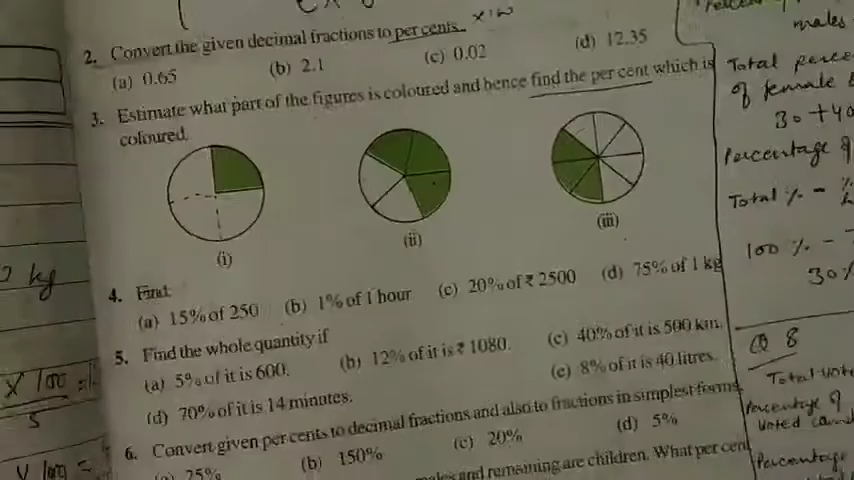 2. Convert the given decimal fractions to per cents.
(a) 0.65 (b) 2.1 (c) 0.02 (d) 12.35
3. Estimate what part of the figures is coloured and hence find the per cent which is
coloured.
(i) (ii) (iii)
4. Find:
(a) 15% of 250 (b) 1% of 1 hour (c) 20% of ₹ 2500 (d) 75% of 1 kg
5. Find the whole quantity if
(a) 5% of it is 600. (b) 12% of it is ₹ 1080. (c) 40% of it is 500 km.
(d) 70% of it is 14 minutes. (e) 8% of it is 40 litres.
6. Convert given per cents to decimal fractions and also to fractions in simplest forms
(a) 25% (b) 150% (c) 20% (d) 5%
and remaining are children. What per cent
males
Total
of female
30 + 40
Percentage
Total % -
100 % -
30%
Q 8
Total
Percentage of
Voted
Percentage
kg
x 100 =
5